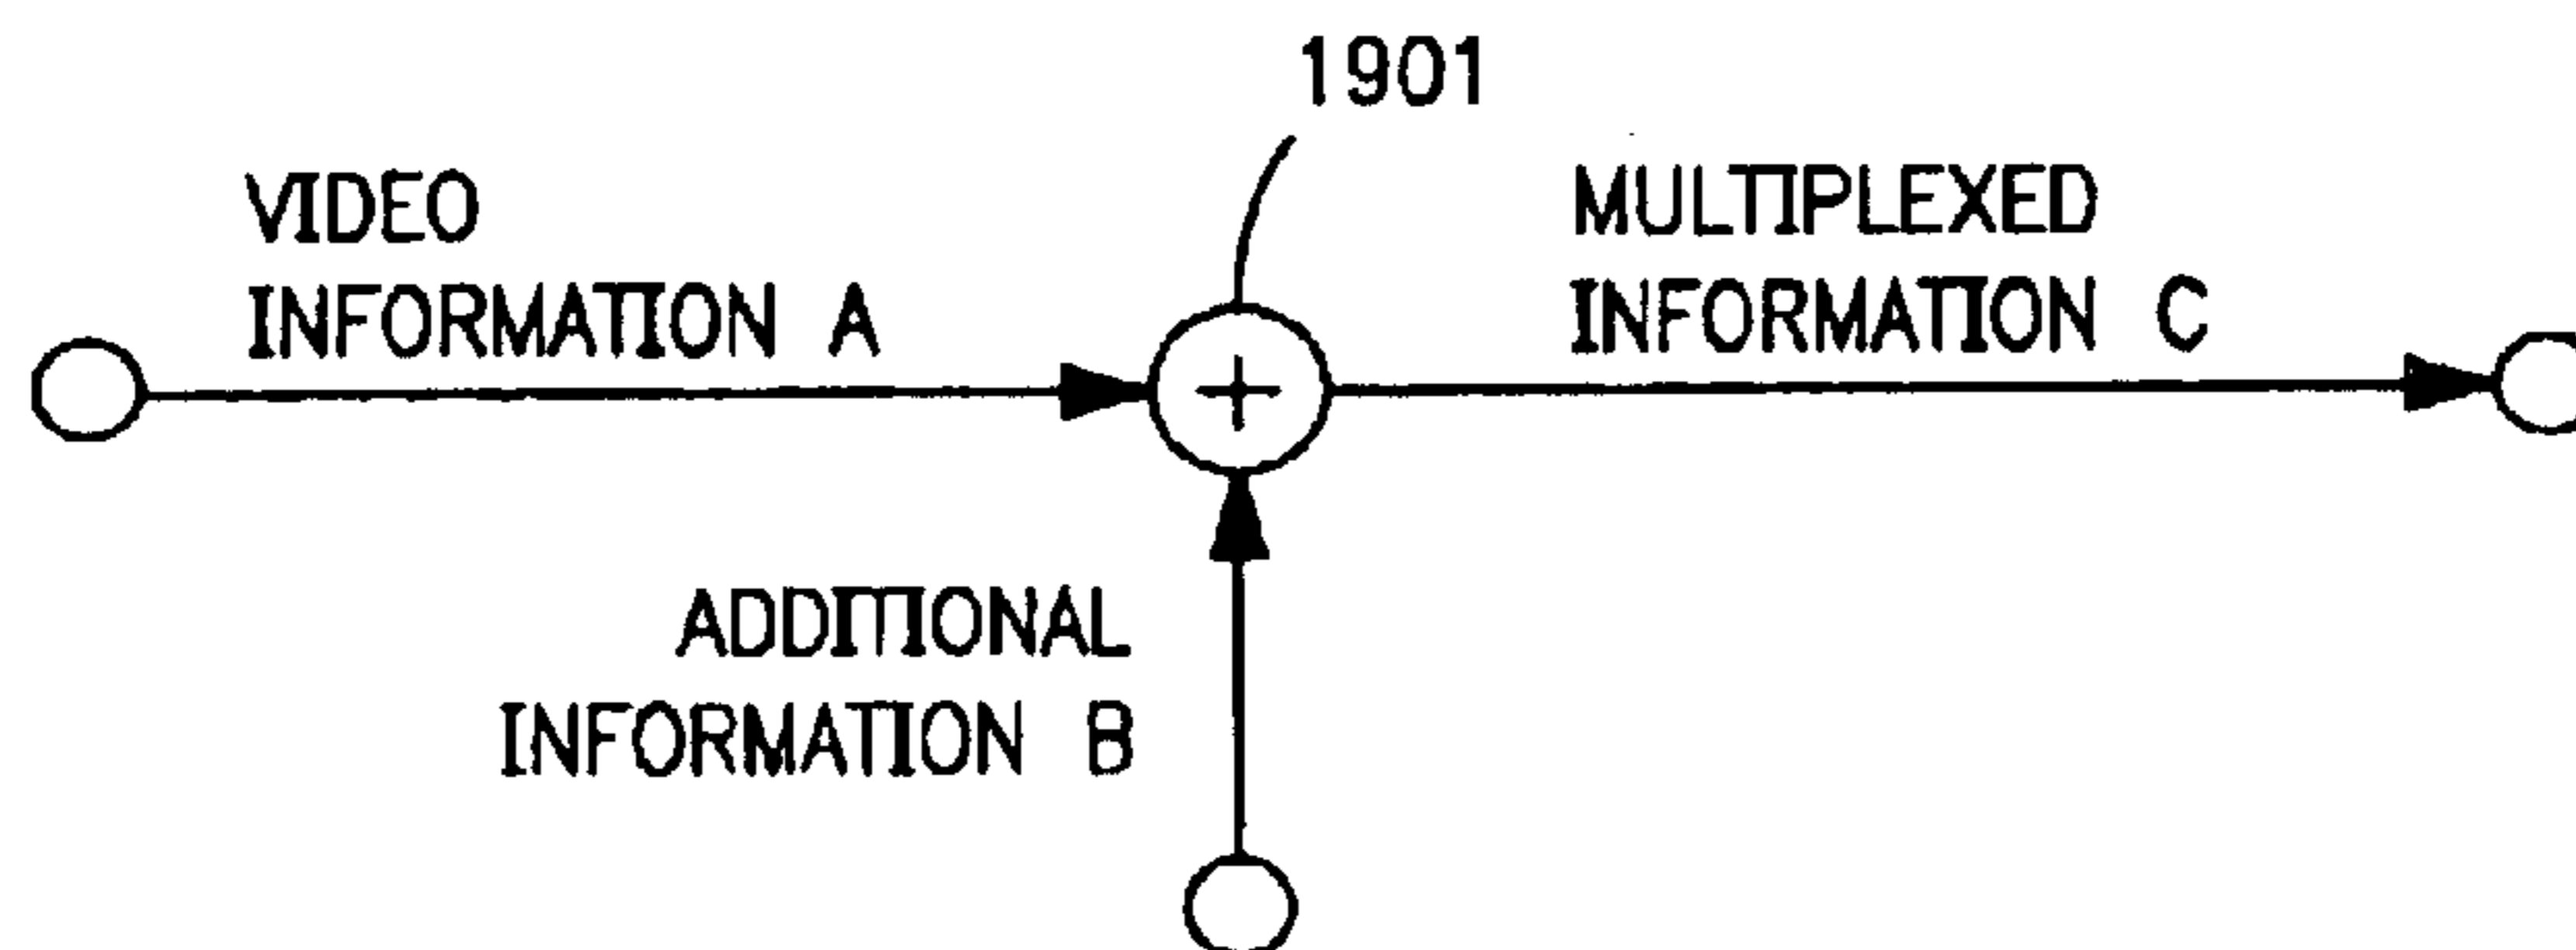 1901
VIDEO
INFORMATION A
MULTIPLEXED
INFORMATION C
+
ADDITIONAL
INFORMATION B